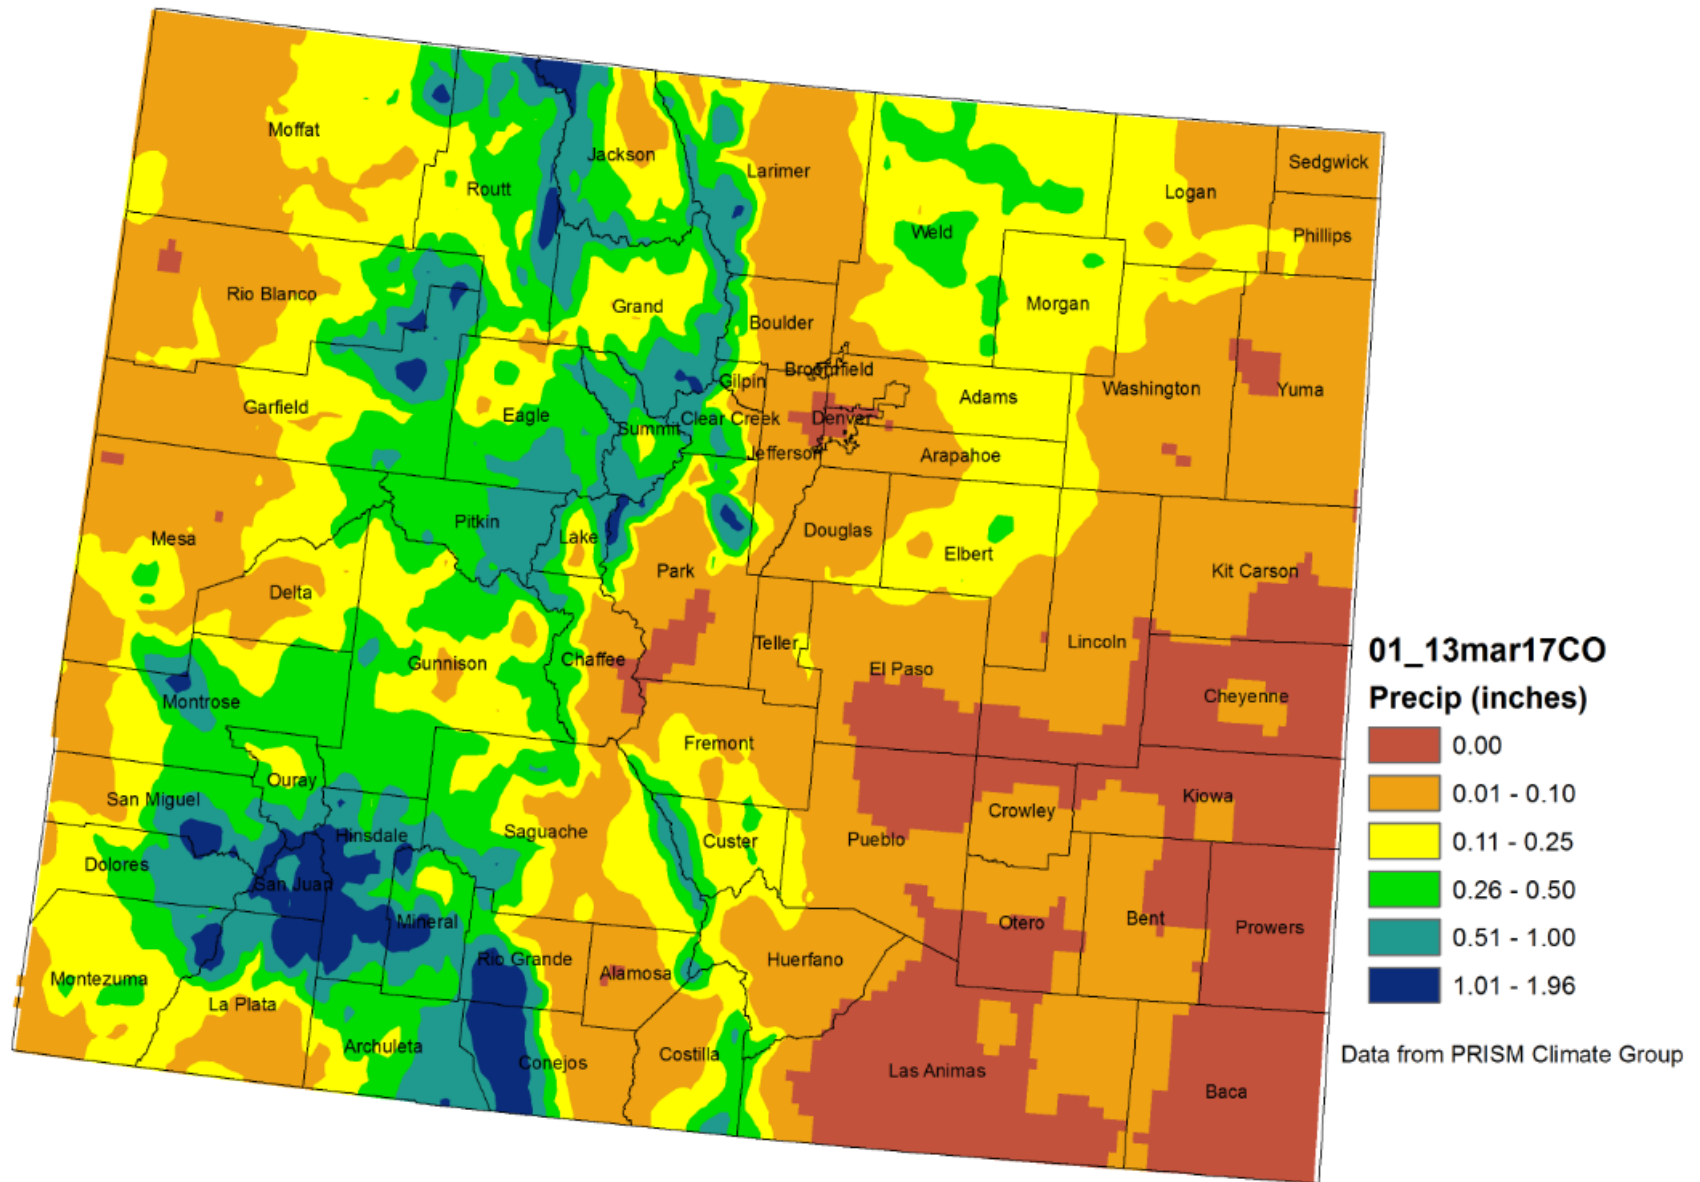 Moffat
Jackson
Larimer
Sedgwick
Routt
Logan
Weld
Phillips
Rio Blanco
Grand
Morgan
Boulder
Broomfield
Gilpin
Washington
Yuma
Adams
Garfield
Eagle
Summit
Clear Creek
Denver
Jefferson
Arapahoe
Pitkin
Mesa
Lake
Douglas
Elbert
Park
Kit Carson
Delta
Teller
Lincoln
Gunnison
Chaffee
El Paso
Cheyenne
Montrose
Fremont
Ouray
San Miguel
Kiowa
Crowley
Hinsdale
Saguache
Custer
Pueblo
Dolores
San Juan
Mineral
Otero
Bent
Prowers
Rio Grande
Alamosa
Huerfano
Montezuma
La Plata
Archuleta
Conejos
Costilla
Las Animas
Baca
01_13mar17CO
Precip (inches)
0.00
0.01 - 0.10
0.11 - 0.25
0.26 - 0.50
0.51 - 1.00
1.01 - 1.96
Data from PRISM Climate Group